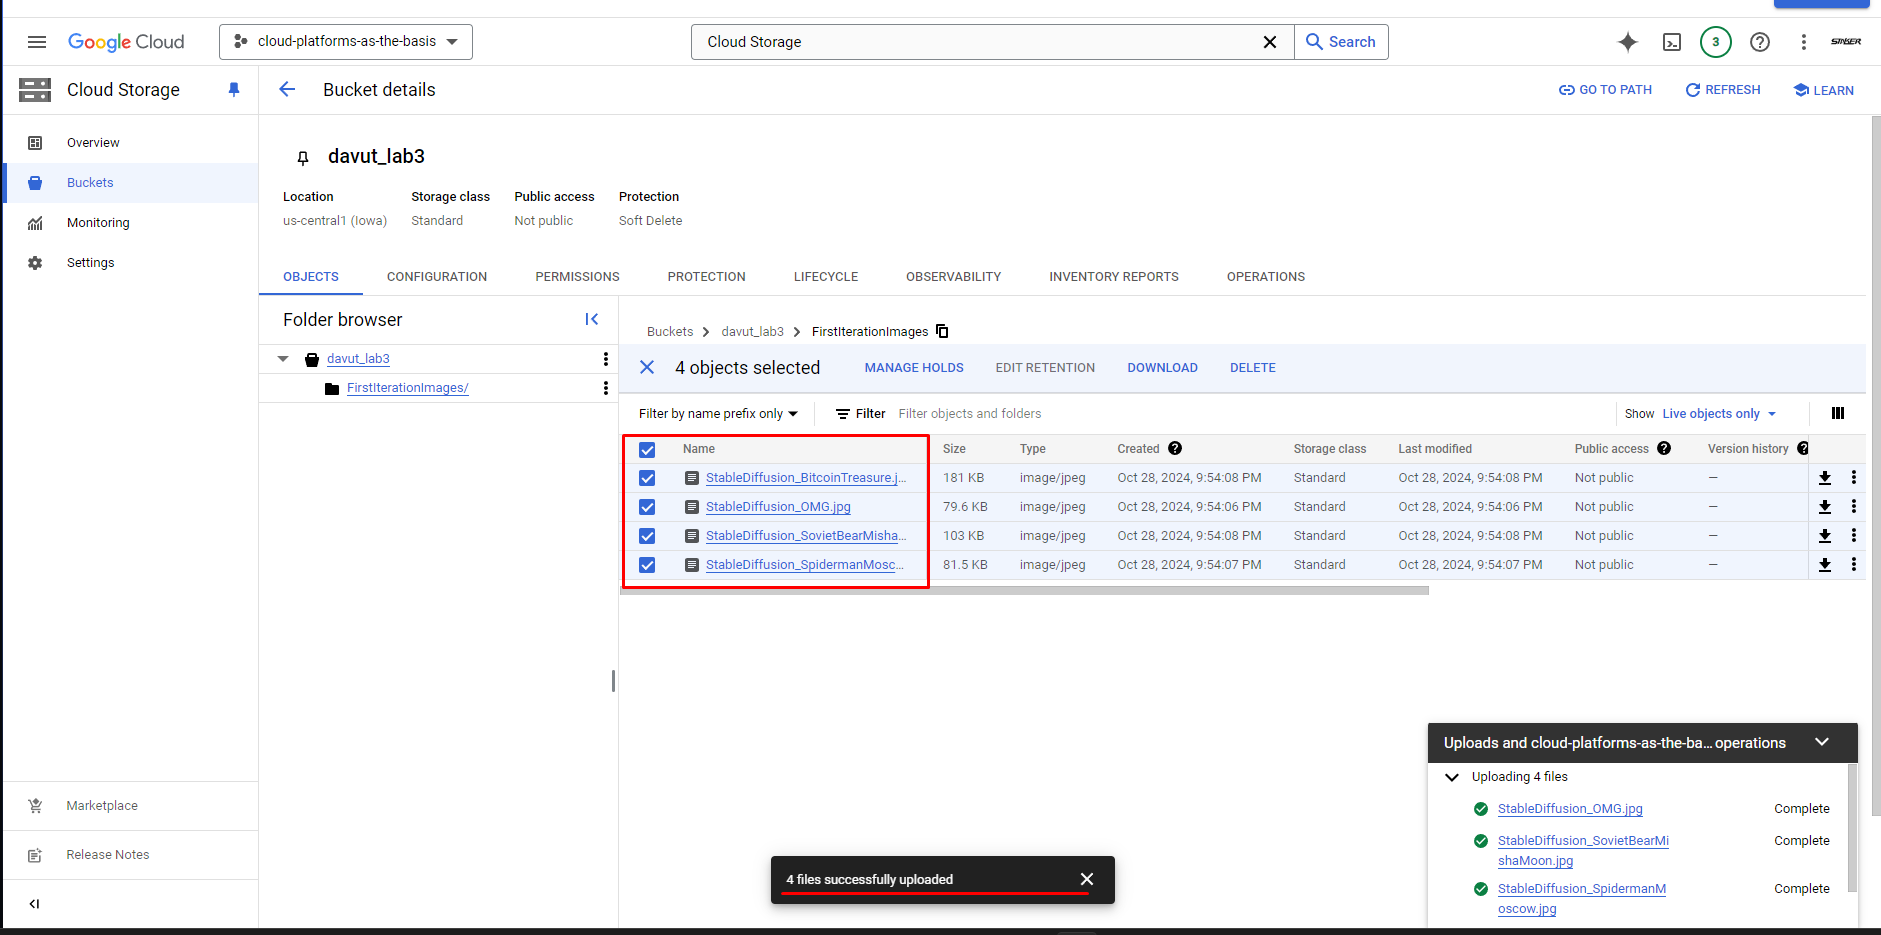 Google Cloud
cloud-platforms-as-the-basis
Cloud Storage
Search
3
STINKER
Cloud Storage
Bucket details
GO TO PATH
REFRESH
LEARN
Overview
Buckets
Monitoring
Settings
davut_lab3
Location Storage class Public access Protection
us-central1 (Iowa) Standard Not public Soft Delete
OBJECTS CONFIGURATION PERMISSIONS PROTECTION LIFECYCLE OBSERVABILITY INVENTORY REPORTS OPERATIONS
Folder browser
davut_lab3
FirstIterationImages/
Buckets davut_lab3 FirstIterationImages
4 objects selected MANAGE HOLDS EDIT RETENTION DOWNLOAD DELETE
Filter by name prefix only Filter Filter objects and folders Show Live objects only
Name Size Type Created Storage class Last modified Public access Version history
StableDiffusion_BitcoinTreasure.j... 181 KB image/jpeg Oct 28, 2024, 9:54:08 PM Standard Oct 28, 2024, 9:54:08 PM Not public —
StableDiffusion_OMG.jpg 79.6 KB image/jpeg Oct 28, 2024, 9:54:06 PM Standard Oct 28, 2024, 9:54:06 PM Not public —
StableDiffusion_SovietBearMisha... 103 KB image/jpeg Oct 28, 2024, 9:54:08 PM Standard Oct 28, 2024, 9:54:08 PM Not public —
StableDiffusion_SpidermanMosc... 81.5 KB image/jpeg Oct 28, 2024, 9:54:07 PM Standard Oct 28, 2024, 9:54:07 PM Not public —
Marketplace
Release Notes
Uploads and cloud-platforms-as-the-ba... operations
Uploading 4 files
StableDiffusion_OMG.jpg Complete
StableDiffusion_SovietBearMi Complete
shaMoon.jpg
StableDiffusion_SpidermanM Complete
oscow.jpg
4 files successfully uploaded